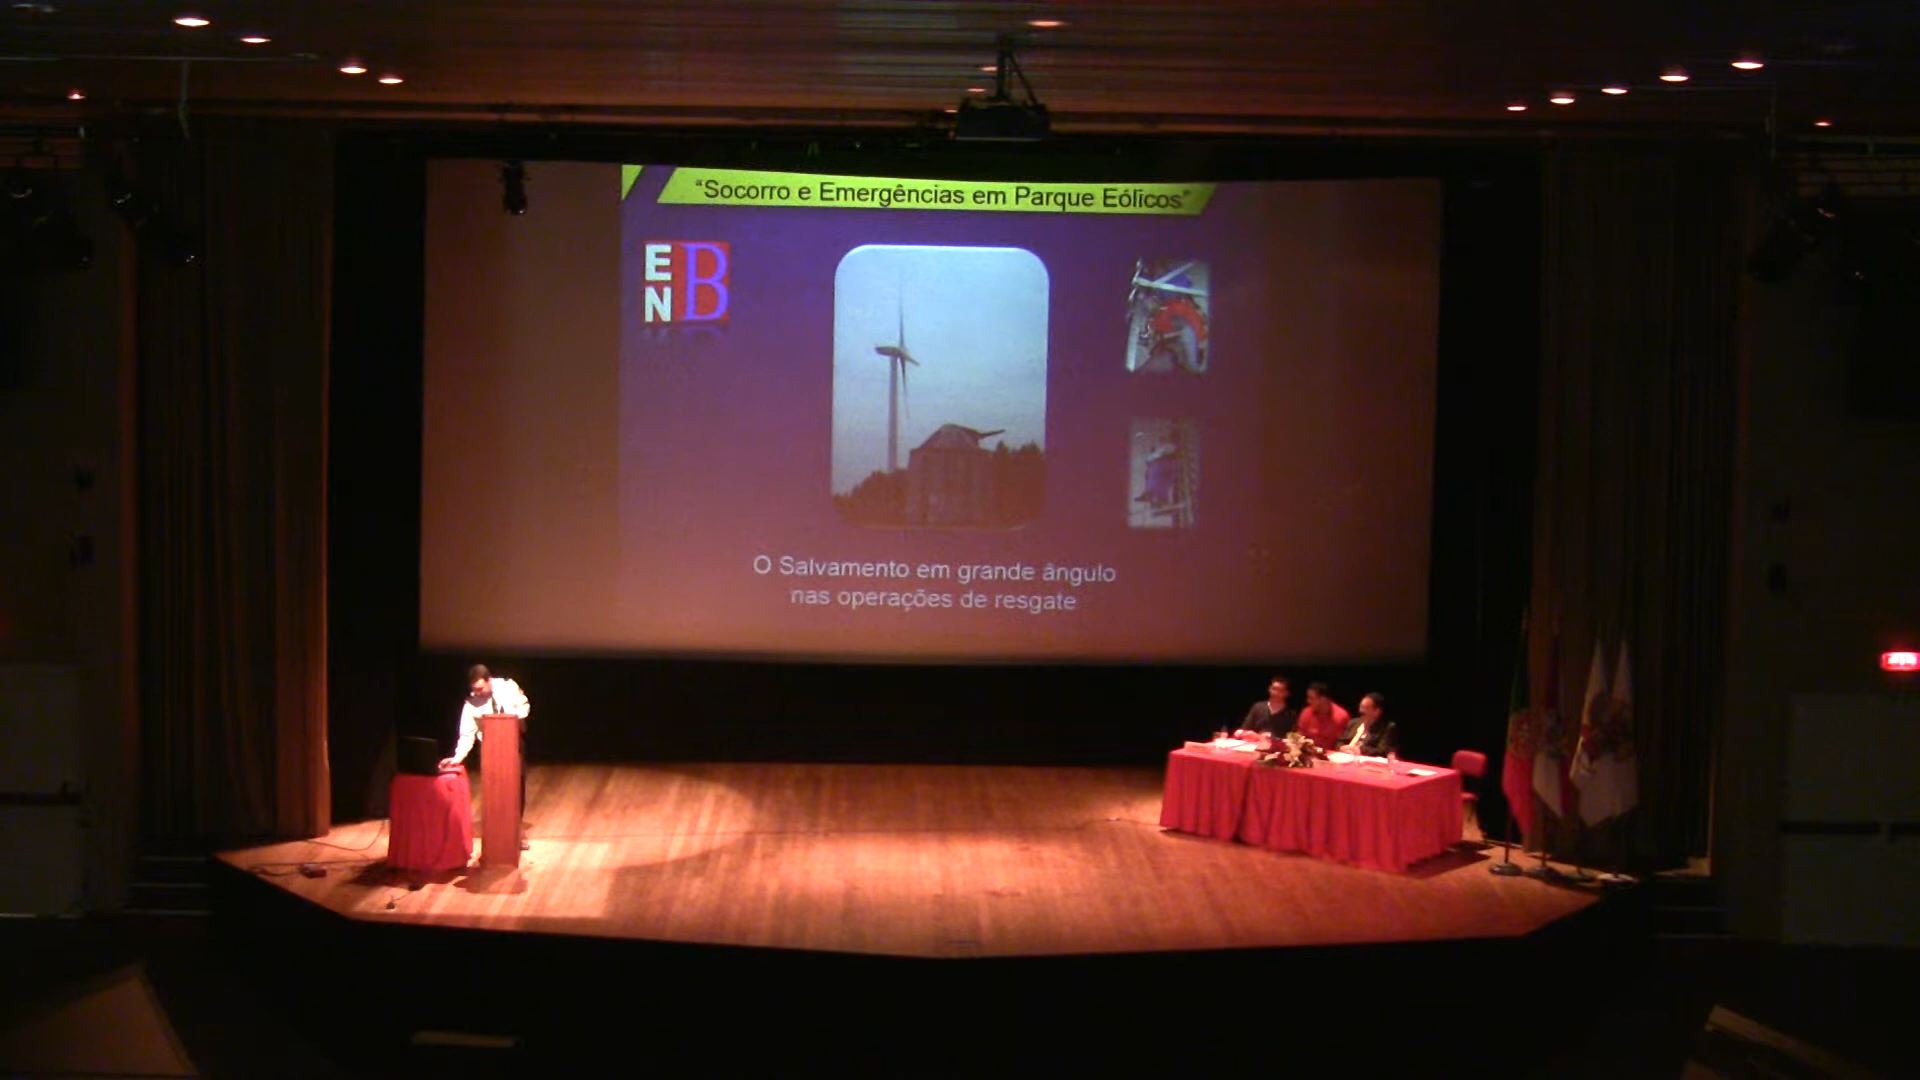 “Socorro e Emergências em Parque Eólicos”
E B
N
O Salvamento em grande ângulo
nas operações de resgate